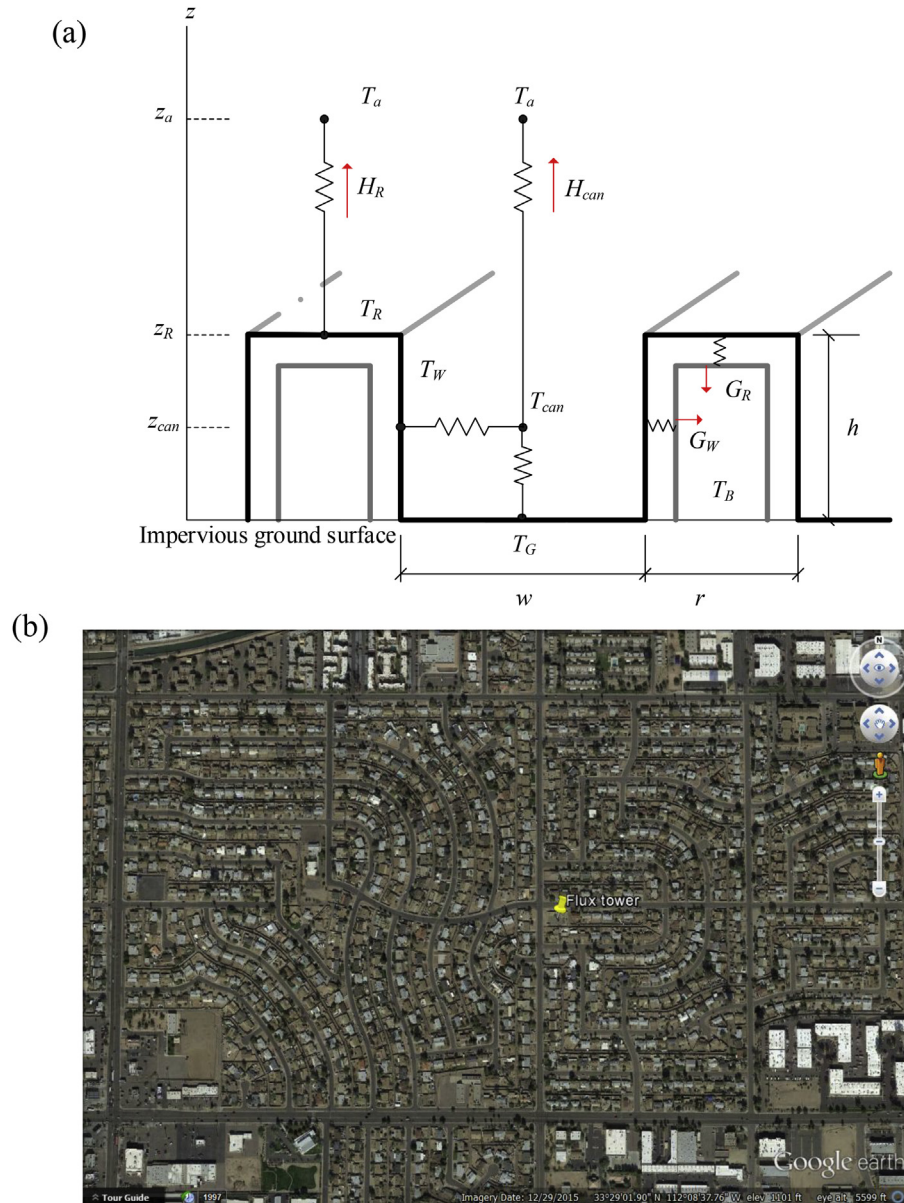 (a)
z
T_a
T_a
z_a
H_R
H_can
T_R
z_R
T_W
G_R
T_can
z_can
G_W
h
T_B
Impervious ground surface
T_G
w
r
(b)
N
Flux tower
Google earth
Tour Guide
1997
Imagery Date: 12/29/2015 33°29'01.90" N 112°08'37.76" W elev 1101 ft eye alt 5599 ft